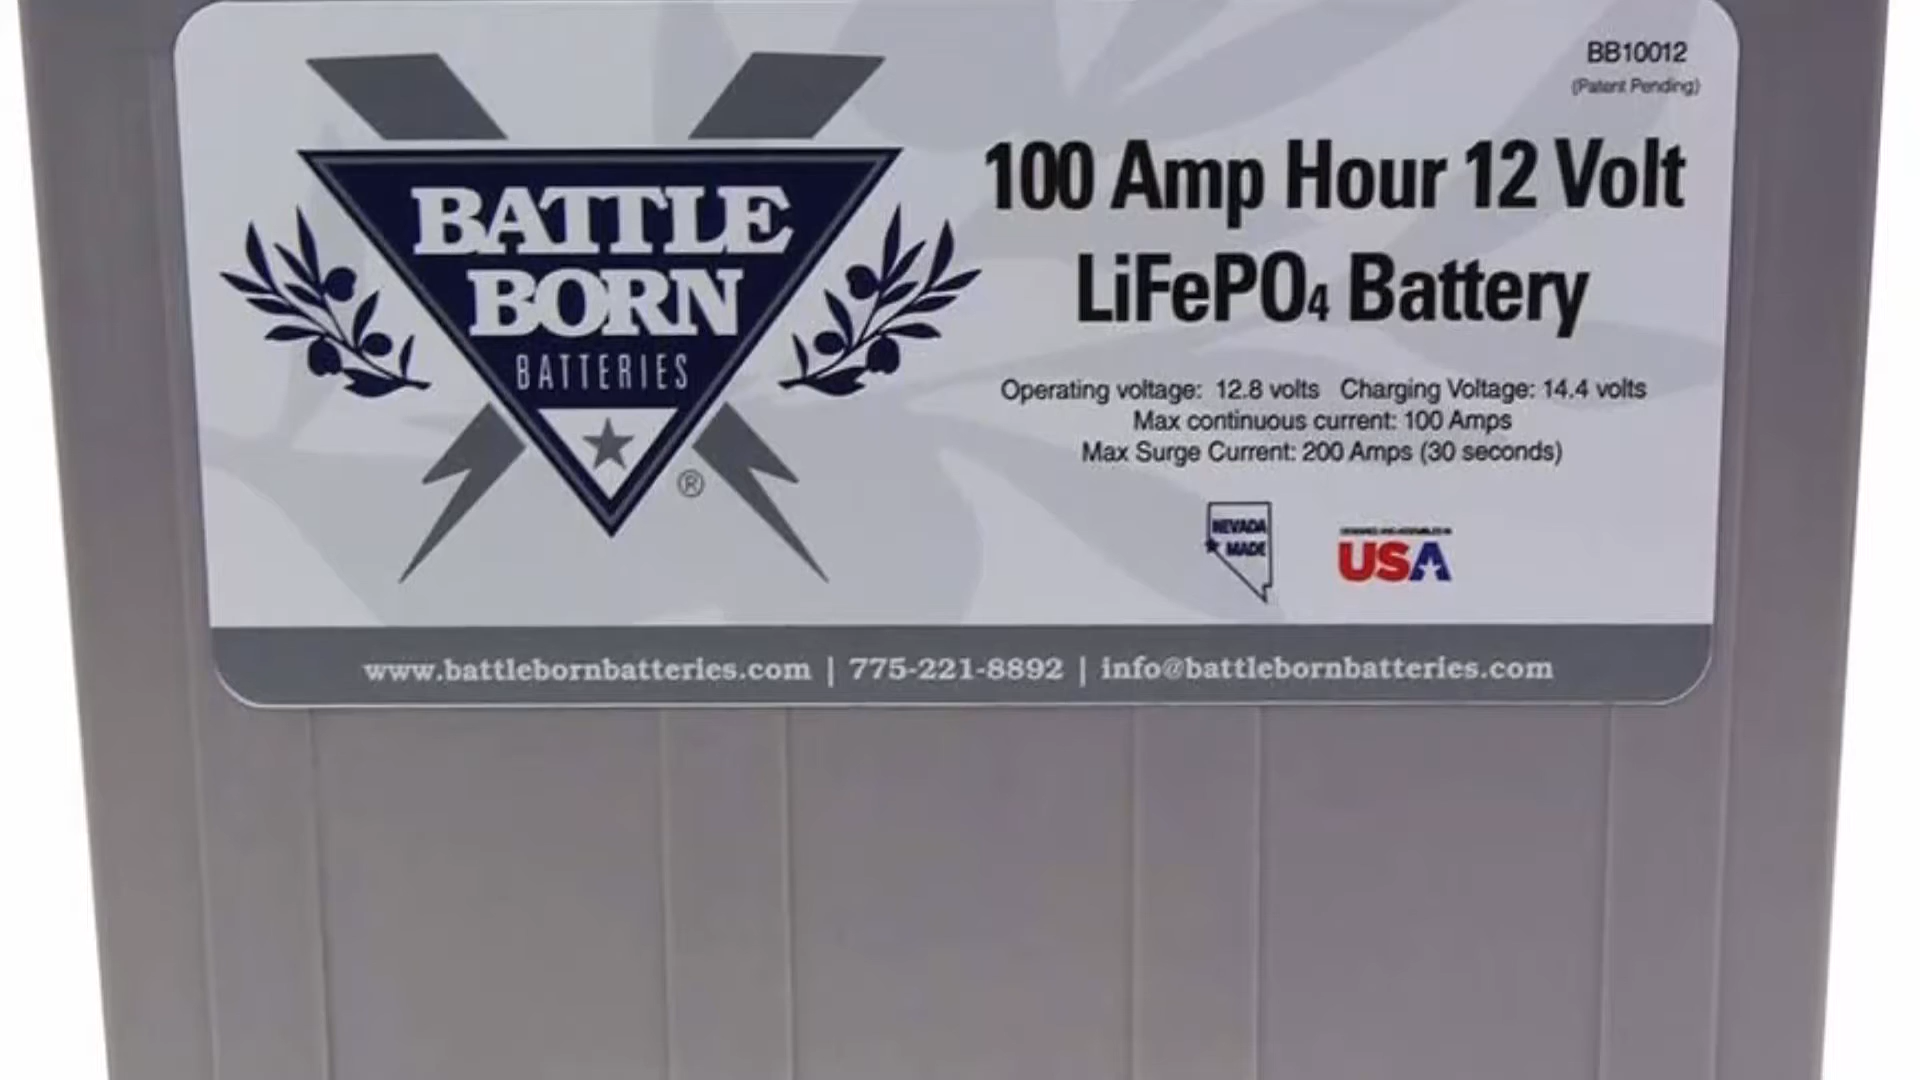 BB10012
(Patent Pending)
BATTLE
BORN
BATTERIES
®
100 Amp Hour 12 Volt
LiFePO4 Battery
Operating voltage: 12.8 volts Charging Voltage: 14.4 volts
Max continuous current: 100 Amps
Max Surge Current: 200 Amps (30 seconds)
NEVADA
MADE
USA
www.battlebornbatteries.com | 775-221-8892 | info@battlebornbatteries.com